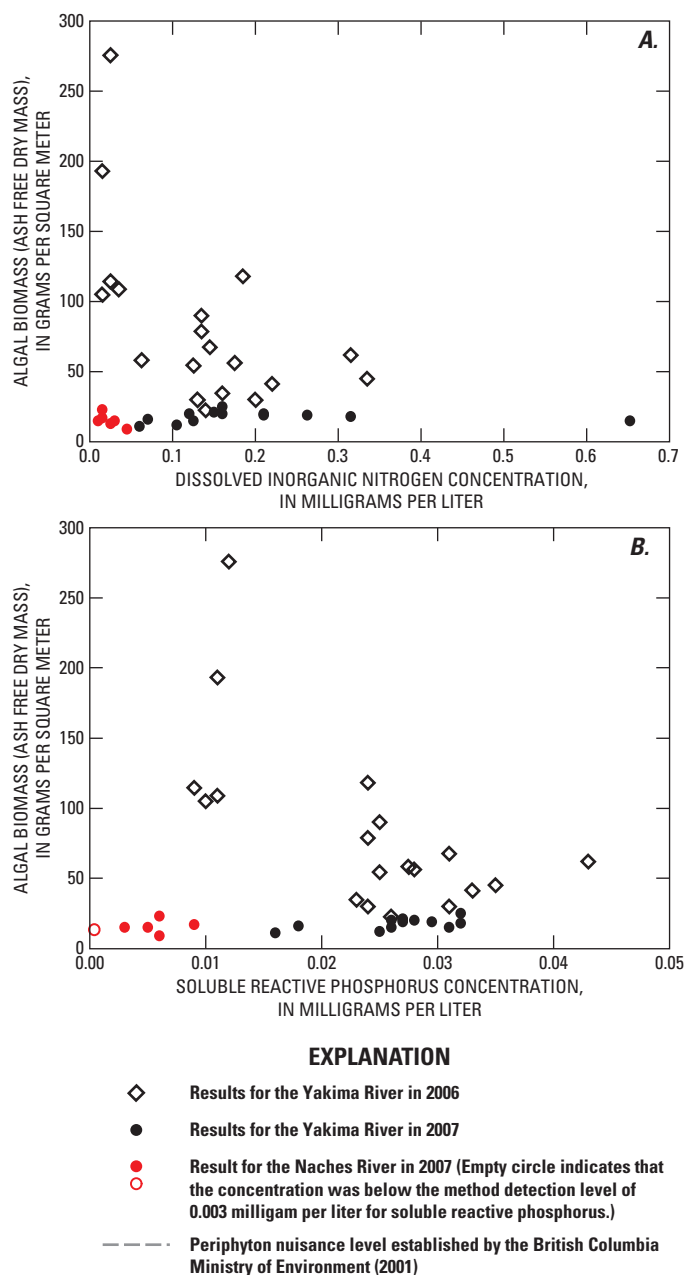 A.
ALGAL BIOMASS (ASH FREE DRY MASS),
IN GRAMS PER SQUARE METER
300
250
200
150
100
50
0
0.0 0.1 0.2 0.3 0.4 0.5 0.6 0.7
DISSOLVED INORGANIC NITROGEN CONCENTRATION,
IN MILLIGRAMS PER LITER
B.
ALGAL BIOMASS (ASH FREE DRY MASS),
IN GRAMS PER SQUARE METER
300
250
200
150
100
50
0
0.00 0.01 0.02 0.03 0.04 0.05
SOLUBLE REACTIVE PHOSPHORUS CONCENTRATION,
IN MILLIGRAMS PER LITER
EXPLANATION
Results for the Yakima River in 2006
Results for the Yakima River in 2007
Result for the Naches River in 2007 (Empty circle indicates that
the concentration was below the method detection level of
0.003 milligam per liter for soluble reactive phosphorus.)
Periphyton nuisance level established by the British Columbia
Ministry of Environment (2001)